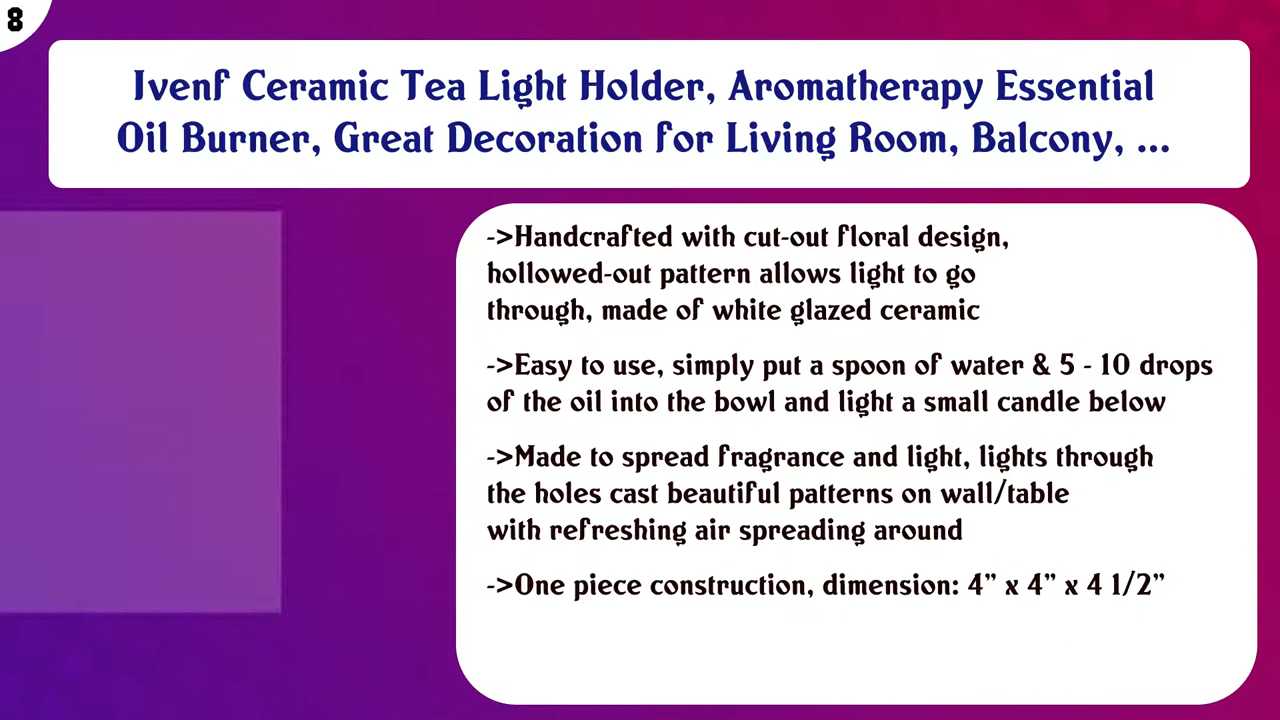 8
Ivenf Ceramic Tea Light Holder, Aromatherapy Essential
Oil Burner, Great Decoration for Living Room, Balcony, ...
->Handcrafted with cut-out floral design,
hollowed-out pattern allows light to go
through, made of white glazed ceramic
->Easy to use, simply put a spoon of water & 5 - 10 drops
of the oil into the bowl and light a small candle below
->Made to spread fragrance and light, lights through
the holes cast beautiful patterns on wall/table
with refreshing air spreading around
->One piece construction, dimension: 4” x 4” x 4 1/2”